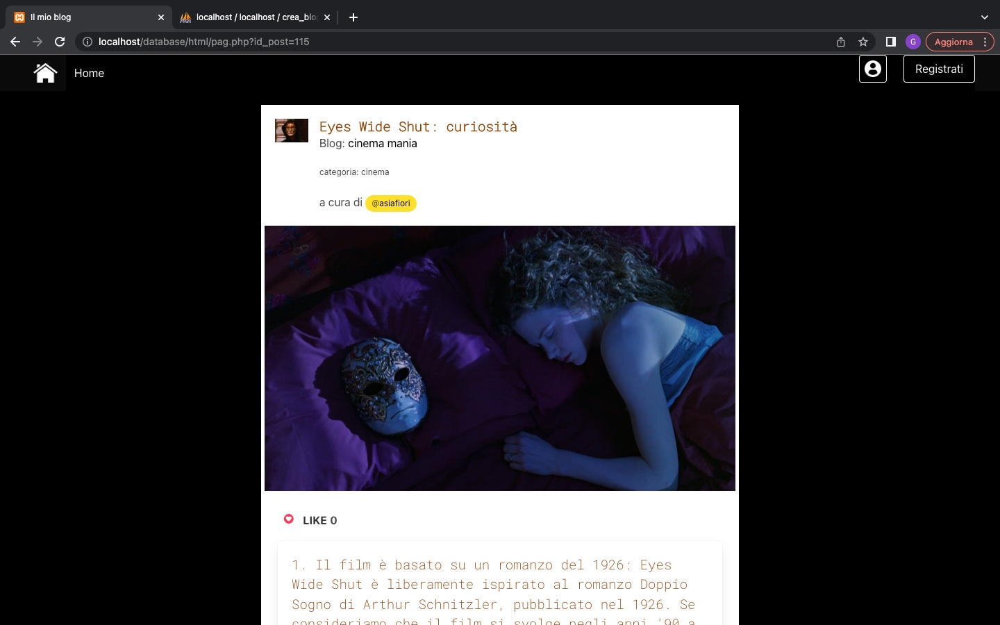 Il mio blog
localhost / localhost / crea_blo
localhost/database/html/pag.php?id_post=115
G
Aggiorna
Home
Registrati
Eyes Wide Shut: curiosità
Blog: cinema mania
categoria: cinema
a cura di @asiafiori
LIKE 0
1. Il film è basato su un romanzo del 1926: Eyes
Wide Shut è liberamente ispirato al romanzo Doppio
Sogno di Arthur Schnitzler, pubblicato nel 1926. Se
consideriamo che il film si svolge negli anni ’90 a